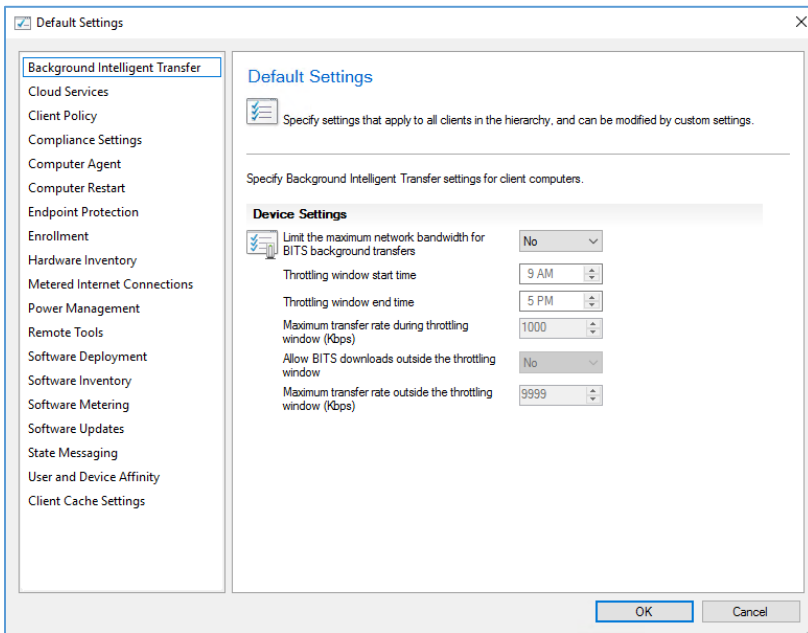 Default Settings
Background Intelligent Transfer
Cloud Services
Client Policy
Compliance Settings
Computer Agent
Computer Restart
Endpoint Protection
Enrollment
Hardware Inventory
Metered Internet Connections
Power Management
Remote Tools
Software Deployment
Software Inventory
Software Metering
Software Updates
State Messaging
User and Device Affinity
Client Cache Settings
Default Settings
Specify settings that apply to all clients in the hierarchy, and can be modified by custom settings.
Specify Background Intelligent Transfer settings for client computers.
Device Settings
Limit the maximum network bandwidth for
BITS background transfers
No
Throttling window start time
9 AM
Throttling window end time
5 PM
Maximum transfer rate during throttling
window (Kbps)
1000
Allow BITS downloads outside the throttling
window
No
Maximum transfer rate outside the throttling
window (Kbps)
9999
OK
Cancel